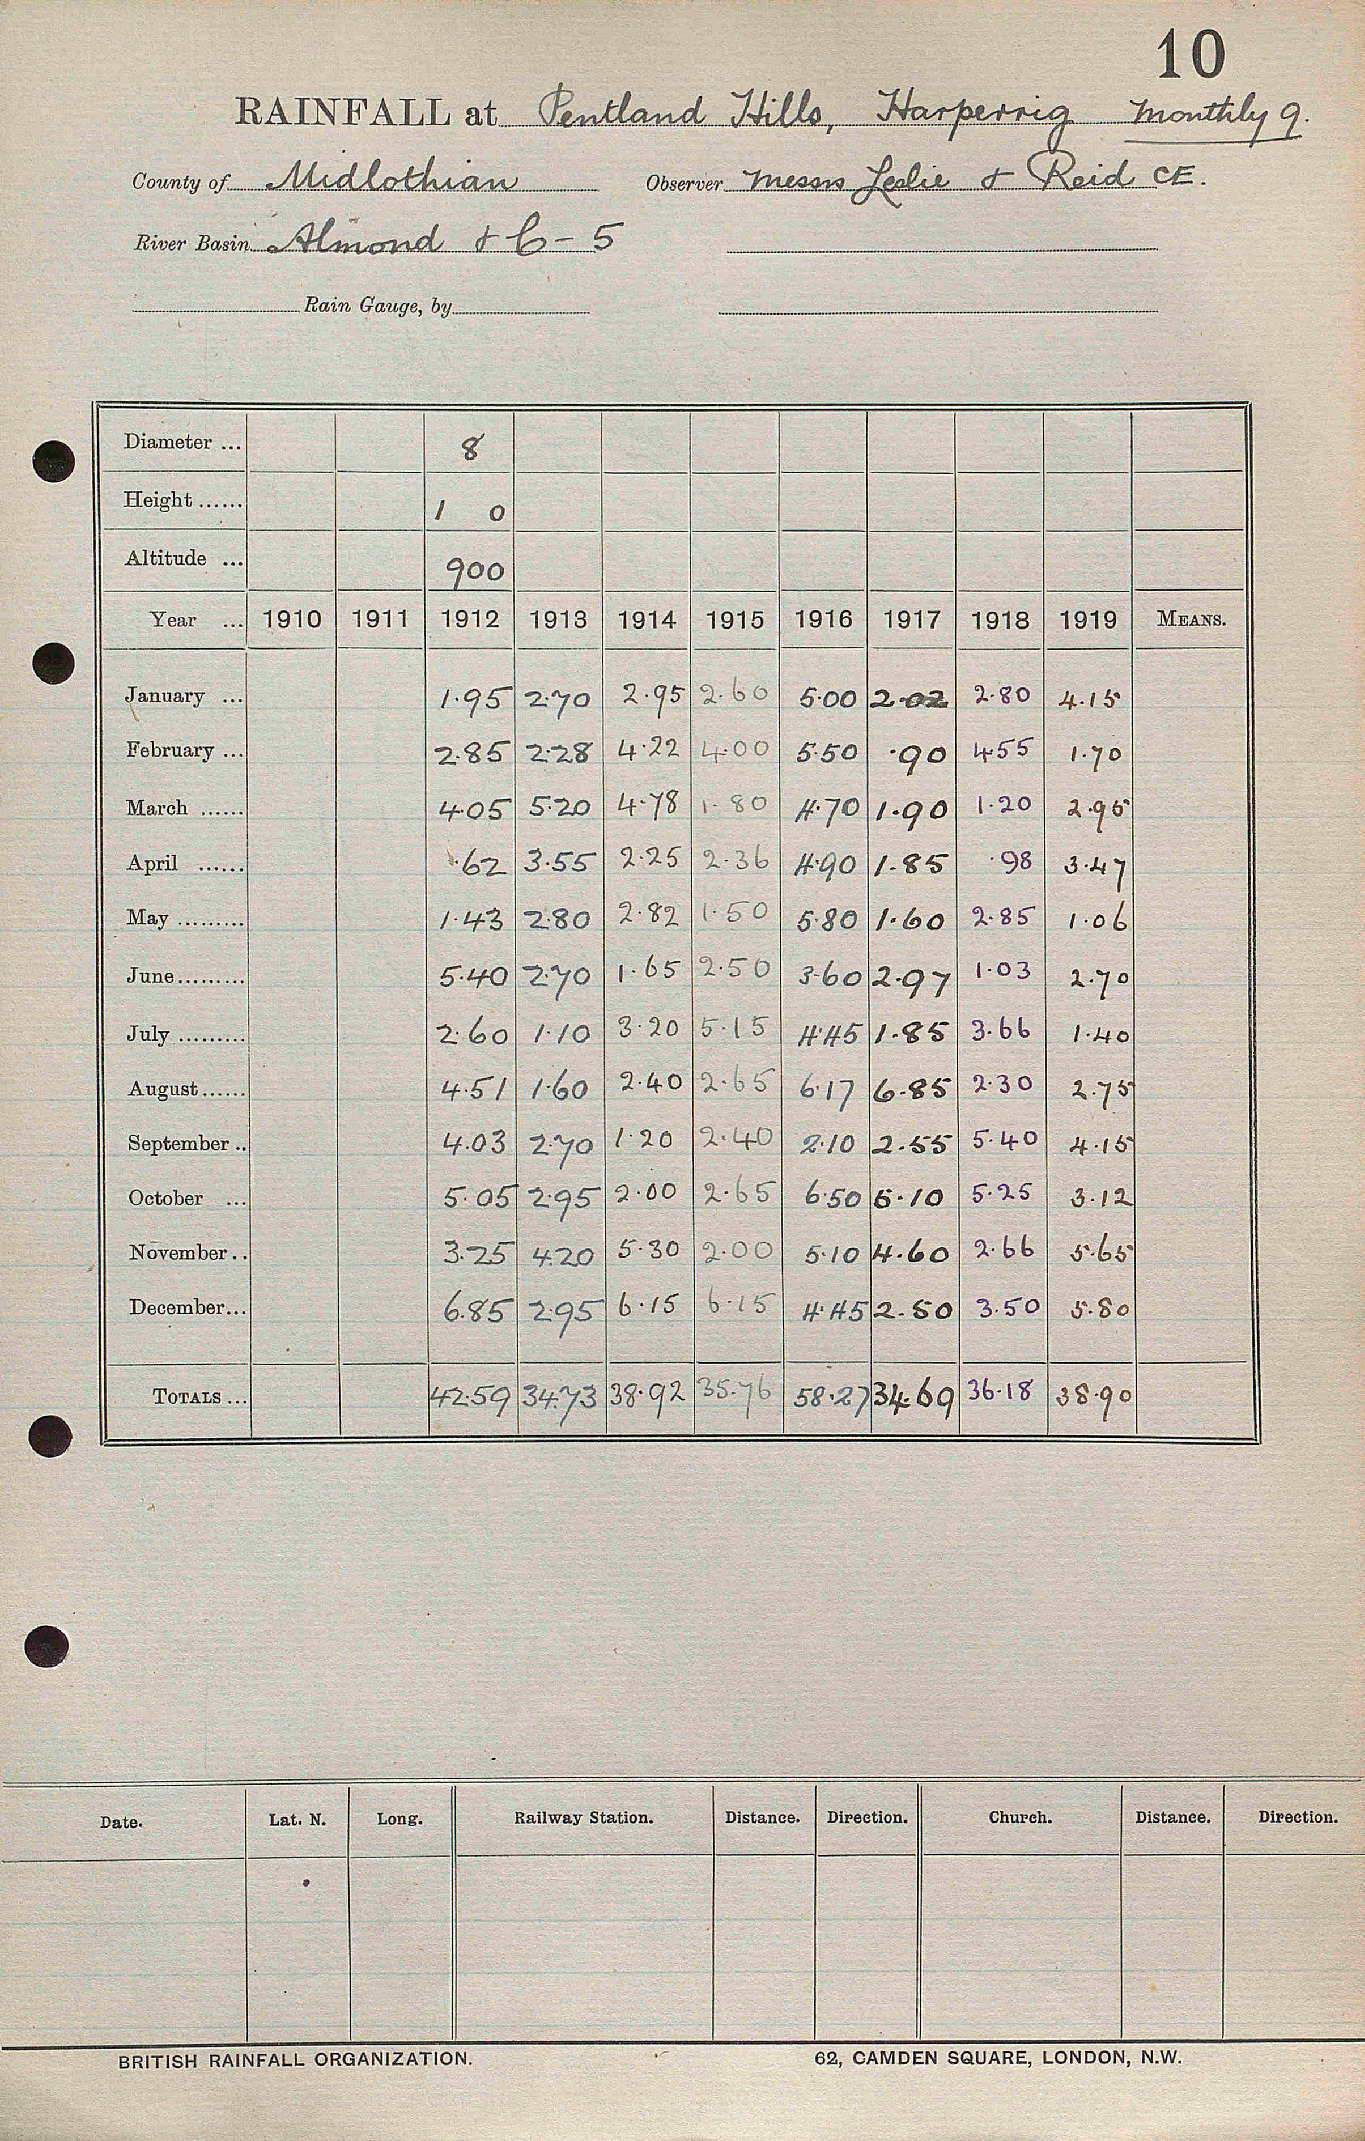 10
RAINFALL at Pentland Hills, Harperrig Monthly 9.
County of Midlothian Observer Messrs Leslie & Reid CE.
River Basin Almond &c - 5
Rain Gauge, by
Diameter ... 8
Height ...... 1 0
Altitude ... 900
Year ... 1910 1911 1912 1913 1914 1915 1916 1917 1918 1919 MEANS.
January ... 1.95 2.70 2.95 2.60 5.00 2.02 2.80 4.15
February ... 2.85 2.28 4.22 4.00 5.50 .90 4.55 1.70
March ...... 4.05 5.20 4.78 1.80 4.70 1.90 1.20 2.95
April ...... .62 3.55 2.25 2.36 4.90 1.85 .98 3.47
May ......... 1.43 2.80 2.82 1.50 5.80 1.60 2.85 1.06
June......... 5.40 2.70 1.65 2.50 3.60 2.97 1.03 2.70
July ......... 2.60 1.10 3.20 5.15 4.45 1.85 3.66 1.40
August...... 4.51 1.60 2.40 2.65 6.17 6.85 2.30 2.75
September .. 4.03 2.70 1.20 2.40 2.10 2.55 5.40 4.15
October ... 5.05 2.95 2.00 2.65 6.50 5.10 5.25 3.12
November .. 3.25 4.20 5.30 2.00 5.10 4.60 2.66 5.65
December... 6.85 2.95 6.15 6.15 4.45 2.50 3.50 5.80
TOTALS ... 42.59 34.73 38.92 35.76 58.27 34.69 36.18 38.90
Date. Lat. N. Long. Railway Station. Distance. Direction. Church. Distance. Direction.
BRITISH RAINFALL ORGANIZATION. 62, CAMDEN SQUARE, LONDON, N.W.